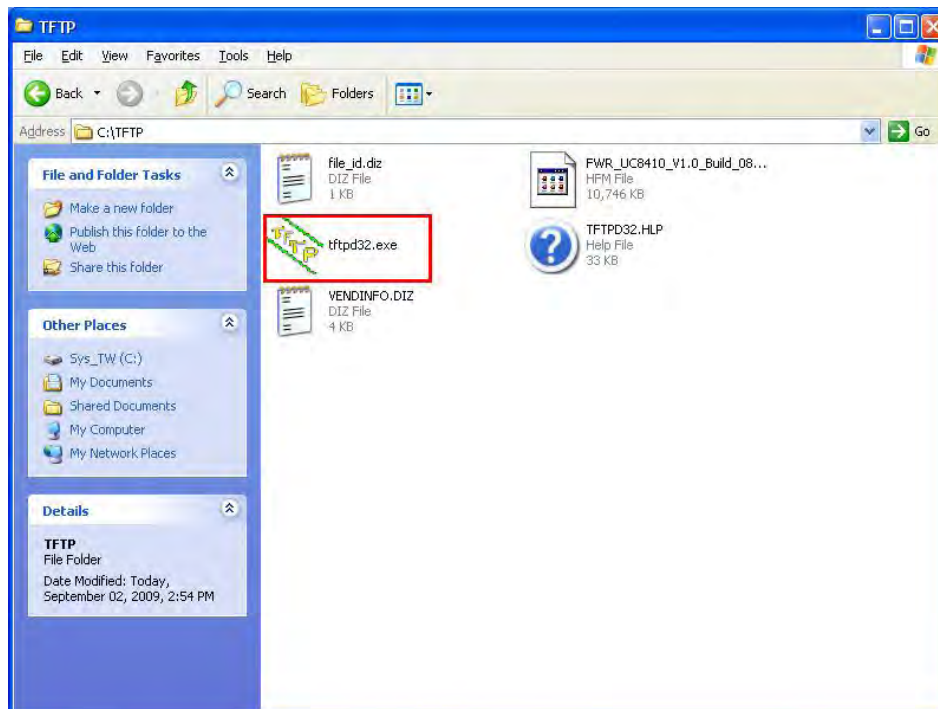 TFTP
File Edit View Favorites Tools Help
Back Search Folders
Address C:\TFTP Go
File and Folder Tasks
Make a new folder
Publish this folder to the
Web
Share this folder
Other Places
Sys_TW (C:)
My Documents
Shared Documents
My Computer
My Network Places
Details
TFTP
File Folder
Date Modified: Today,
September 02, 2009, 2:54 PM
file_id.diz
DIZ File
1 KB
FWR_UC8410_V1.0_Build_08...
HFM File
10,746 KB
TFTP
tftpd32.exe
TFTPD32.HLP
Help File
33 KB
VENDINFO.DIZ
DIZ File
4 KB